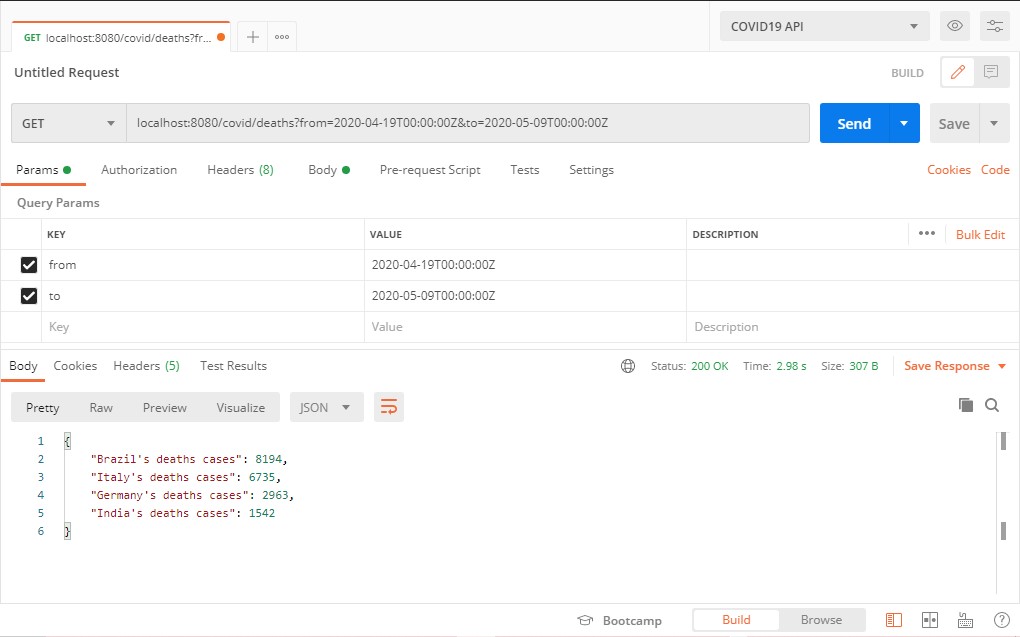 GET localhost:8080/covid/deaths?fr...
COVID19 API
Untitled Request
BUILD
GET
localhost:8080/covid/deaths?from=2020-04-19T00:00:00Z&to=2020-05-09T00:00:00Z
Send
Save
Params Authorization Headers (8) Body Pre-request Script Tests Settings Cookies Code
Query Params
KEY VALUE DESCRIPTION ••• Bulk Edit
from 2020-04-19T00:00:00Z
to 2020-05-09T00:00:00Z
Key Value Description
Body Cookies Headers (5) Test Results Status: 200 OK Time: 2.98 s Size: 307 B Save Response
Pretty Raw Preview Visualize JSON
1 {
2 "Brazil's deaths cases": 8194,
3 "Italy's deaths cases": 6735,
4 "Germany's deaths cases": 2963,
5 "India's deaths cases": 1542
6 }
Bootcamp Build Browse ?